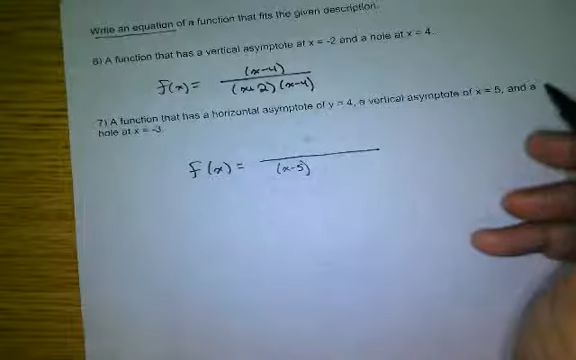 Write an equation of a function that fits the given description.
6) A function that has a vertical asymptote at x = -2 and a hole at x = 4.
f(x) = (x-4)
(x+2)(x-4)
7) A function that has a horizontal asymptote of y = 4, a vertical asymptote of x = 5, and a
hole at x = -3.
f(x) =
(x-5)